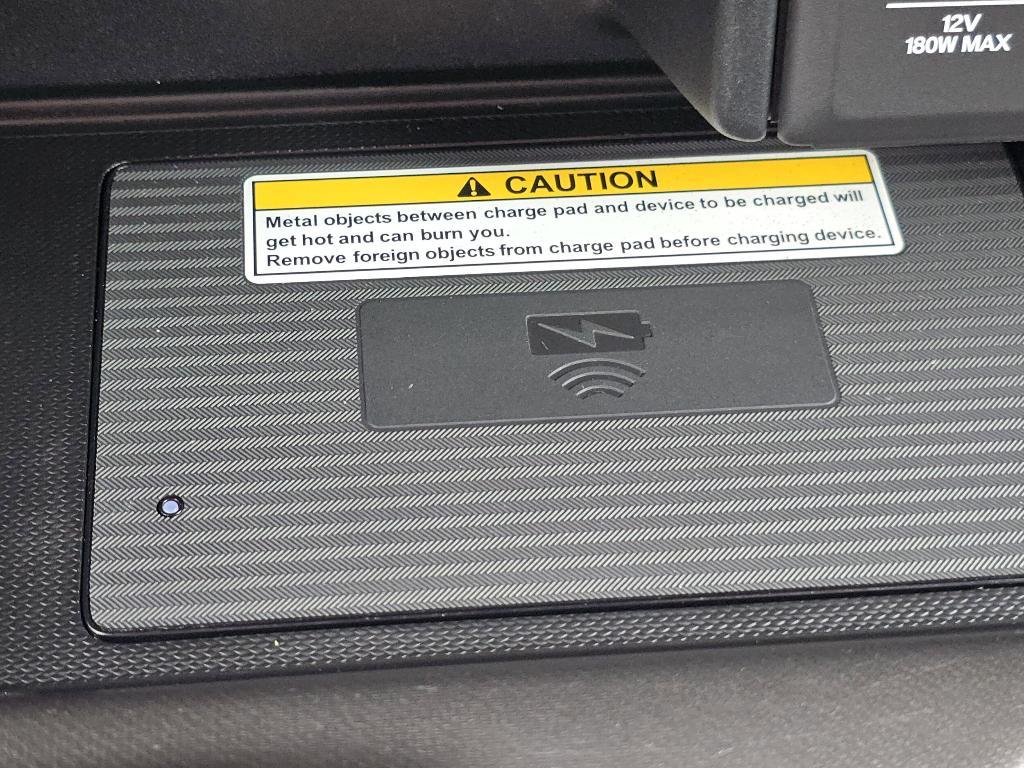 12V
180W MAX
CAUTION
Metal objects between charge pad and device to be charged will
get hot and can burn you.
Remove foreign objects from charge pad before charging device.